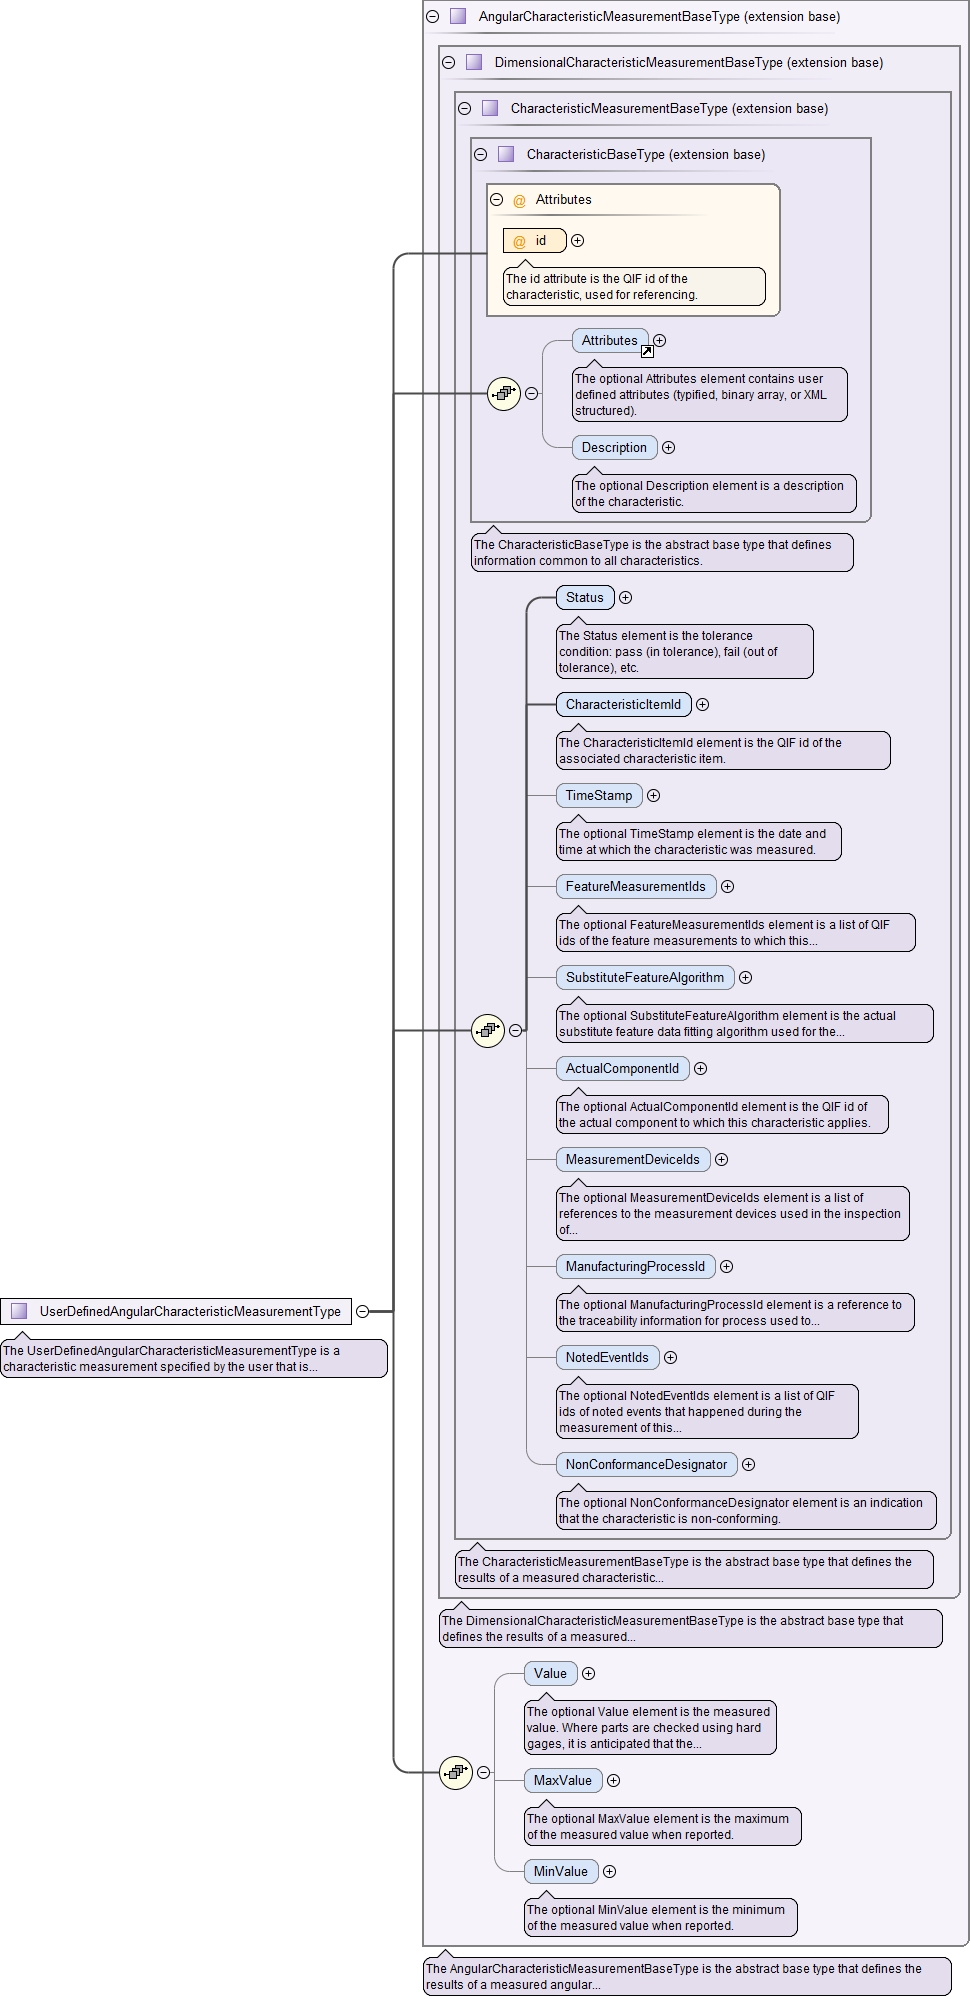 AngularCharacteristicMeasurementBaseType (extension base)
DimensionalCharacteristicMeasurementBaseType (extension base)
CharacteristicMeasurementBaseType (extension base)
CharacteristicBaseType (extension base)
@ Attributes
@ id
The id attribute is the QIF id of the
characteristic, used for referencing.
Attributes
The optional Attributes element contains user
defined attributes (typified, binary array, or XML
structured).
Description
The optional Description element is a description
of the characteristic.
The CharacteristicBaseType is the abstract base type that defines
information common to all characteristics.
Status
The Status element is the tolerance
condition: pass (in tolerance), fail (out of
tolerance), etc.
CharacteristicItemId
The CharacteristicItemId element is the QIF id of the
associated characteristic item.
TimeStamp
The optional TimeStamp element is the date and
time at which the characteristic was measured.
FeatureMeasurementIds
The optional FeatureMeasurementIds element is a list of QIF
ids of the feature measurements to which this...
SubstituteFeatureAlgorithm
The optional SubstituteFeatureAlgorithm element is the actual
substitute feature data fitting algorithm used for the...
ActualComponentId
The optional ActualComponentId element is the QIF id of
the actual component to which this characteristic applies.
MeasurementDeviceIds
The optional MeasurementDeviceIds element is a list of
references to the measurement devices used in the inspection
of...
ManufacturingProcessId
The optional ManufacturingProcessId element is a reference to
the traceability information for process used to...
UserDefinedAngularCharacteristicMeasurementType
The UserDefinedAngularCharacteristicMeasurementType is a
characteristic measurement specified by the user that is...
NotedEventIds
The optional NotedEventIds element is a list of QIF
ids of noted events that happened during the
measurement of this...
NonConformanceDesignator
The optional NonConformanceDesignator element is an indication
that the characteristic is non-conforming.
The CharacteristicMeasurementBaseType is the abstract base type that defines the
results of a measured characteristic...
The DimensionalCharacteristicMeasurementBaseType is the abstract base type that
defines the results of a measured...
Value
The optional Value element is the measured
value. Where parts are checked using hard
gages, it is anticipated that the...
MaxValue
The optional MaxValue element is the maximum
of the measured value when reported.
MinValue
The optional MinValue element is the minimum
of the measured value when reported.
The AngularCharacteristicMeasurementBaseType is the abstract base type that defines the
results of a measured angular...